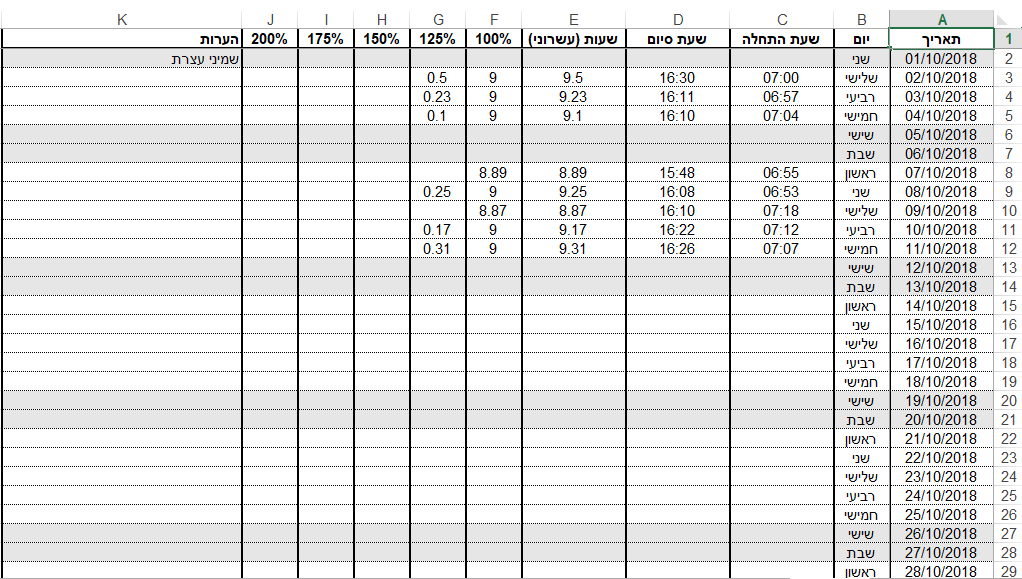 A B C D E F G H I J K
1 תאריך יום שעת התחלה שעת סיום שעות (עשרוני) 100% 125% 150% 175% 200% הערות
2 01/10/2018 שני שמיני עצרת
3 02/10/2018 שלישי 07:00 16:30 9.5 9 0.5
4 03/10/2018 רביעי 06:57 16:11 9.23 9 0.23
5 04/10/2018 חמישי 07:04 16:10 9.1 9 0.1
6 05/10/2018 שישי
7 06/10/2018 שבת
8 07/10/2018 ראשון 06:55 15:48 8.89 8.89
9 08/10/2018 שני 06:53 16:08 9.25 9 0.25
10 09/10/2018 שלישי 07:18 16:10 8.87 8.87
11 10/10/2018 רביעי 07:12 16:22 9.17 9 0.17
12 11/10/2018 חמישי 07:07 16:26 9.31 9 0.31
13 12/10/2018 שישי
14 13/10/2018 שבת
15 14/10/2018 ראשון
16 15/10/2018 שני
17 16/10/2018 שלישי
18 17/10/2018 רביעי
19 18/10/2018 חמישי
20 19/10/2018 שישי
21 20/10/2018 שבת
22 21/10/2018 ראשון
23 22/10/2018 שני
24 23/10/2018 שלישי
25 24/10/2018 רביעי
26 25/10/2018 חמישי
27 26/10/2018 שישי
28 27/10/2018 שבת
29 28/10/2018 ראשון